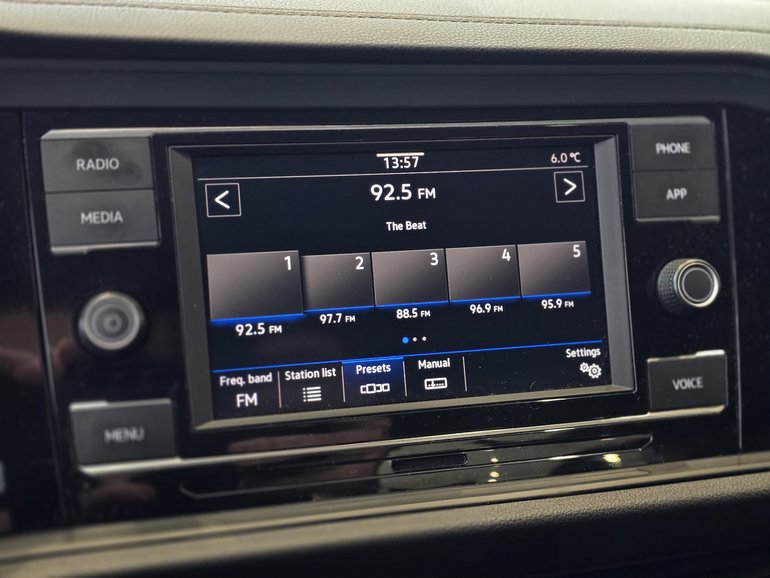 RADIO
MEDIA
MENU
13:57
6.0 °C
<
92.5 FM
>
The Beat
1
2
3
4
5
92.5 FM
97.7 FM
88.5 FM
96.9 FM
95.9 FM
Freq. band
FM
Station list
Presets
Manual
Settings
PHONE
APP
VOICE